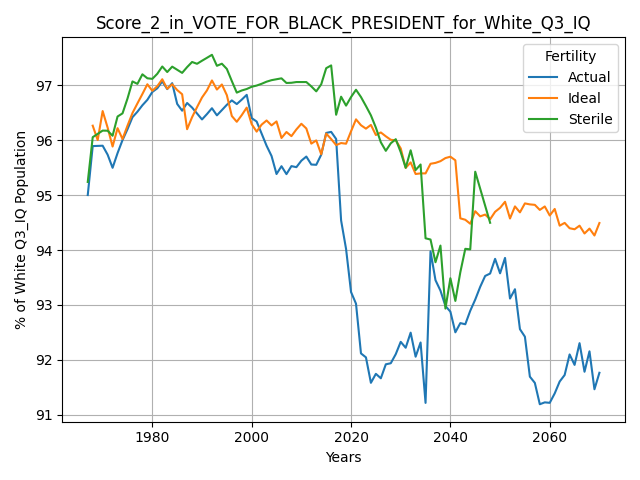 Score_2_in_VOTE_FOR_BLACK_PRESIDENT_for_White_Q3_IQ
Fertility
Actual
Ideal
Sterile
% of White Q3_IQ Population
97
96
95
94
93
92
91
1980
2000
2020
2040
2060
Years